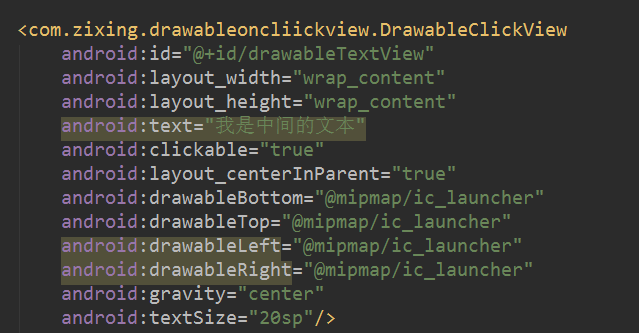 <com.zixing.drawableoncliickview.DrawableClickView
android:id="@+id/drawableTextView"
android:layout_width="wrap_content"
android:layout_height="wrap_content"
android:text="我是中间的文本"
android:clickable="true"
android:layout_centerInParent="true"
android:drawableBottom="@mipmap/ic_launcher"
android:drawableTop="@mipmap/ic_launcher"
android:drawableLeft="@mipmap/ic_launcher"
android:drawableRight="@mipmap/ic_launcher"
android:gravity="center"
android:textSize="20sp"/>